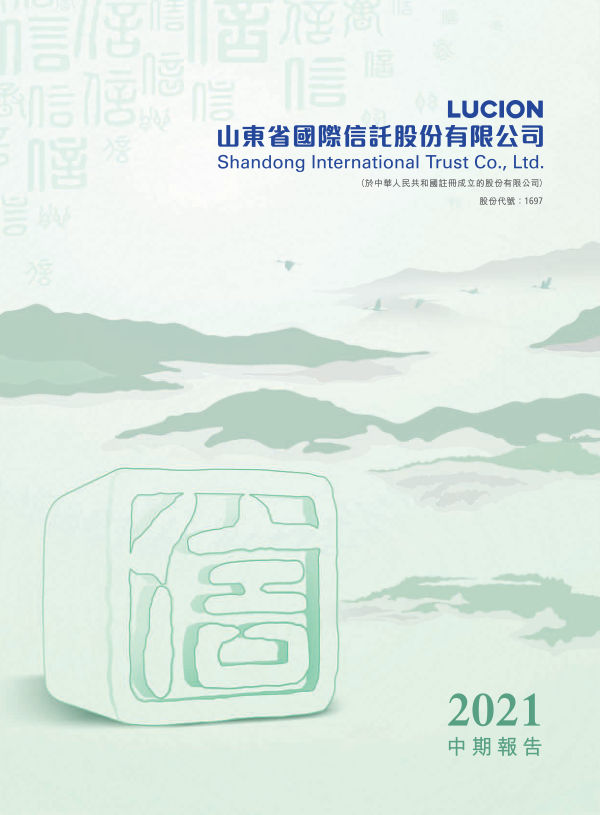 LUCION
山東省國際信託股份有限公司
Shandong International Trust Co., Ltd.
(於中華人民共和國註冊成立的股份有限公司)
股份代號：1697
信
2021
中期報告